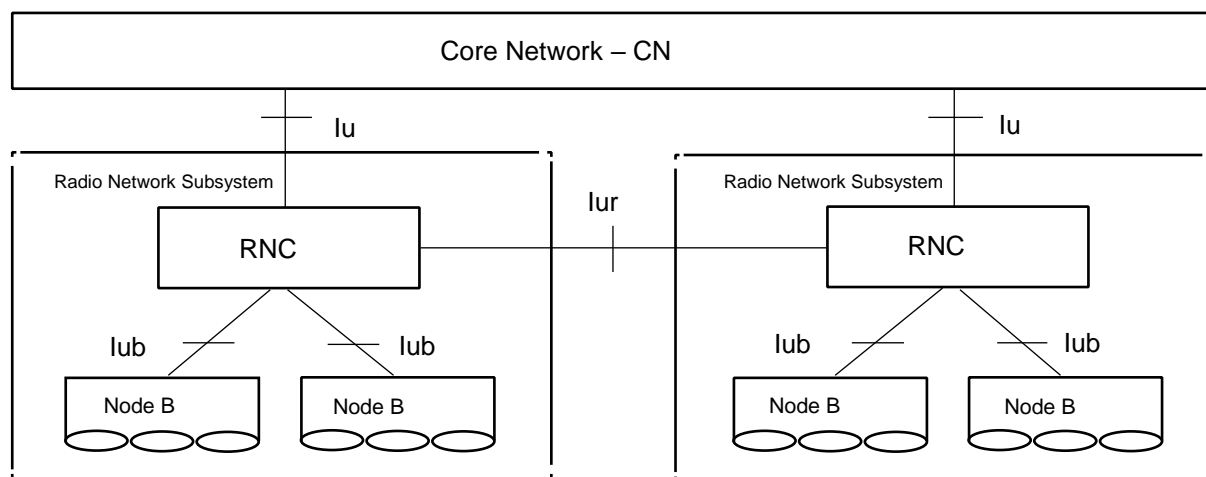 Core Network – CN
Iu
Iu
Radio Network Subsystem
Radio Network Subsystem
Iur
RNC
RNC
Iub
Iub
Iub
Iub
Node B
Node B
Node B
Node B